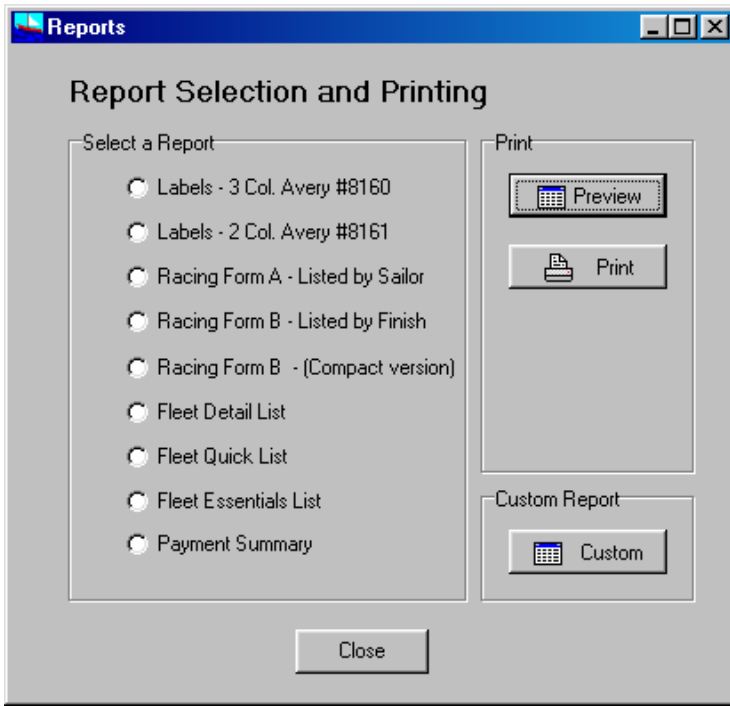 Reports
Report Selection and Printing
Select a Report
Labels - 3 Col. Avery #8160
Labels - 2 Col. Avery #8161
Racing Form A - Listed by Sailor
Racing Form B - Listed by Finish
Racing Form B  - (Compact version)
Fleet Detail List
Fleet Quick List
Fleet Essentials List
Payment Summary
Print
Preview
Print
Custom Report
Custom
Close